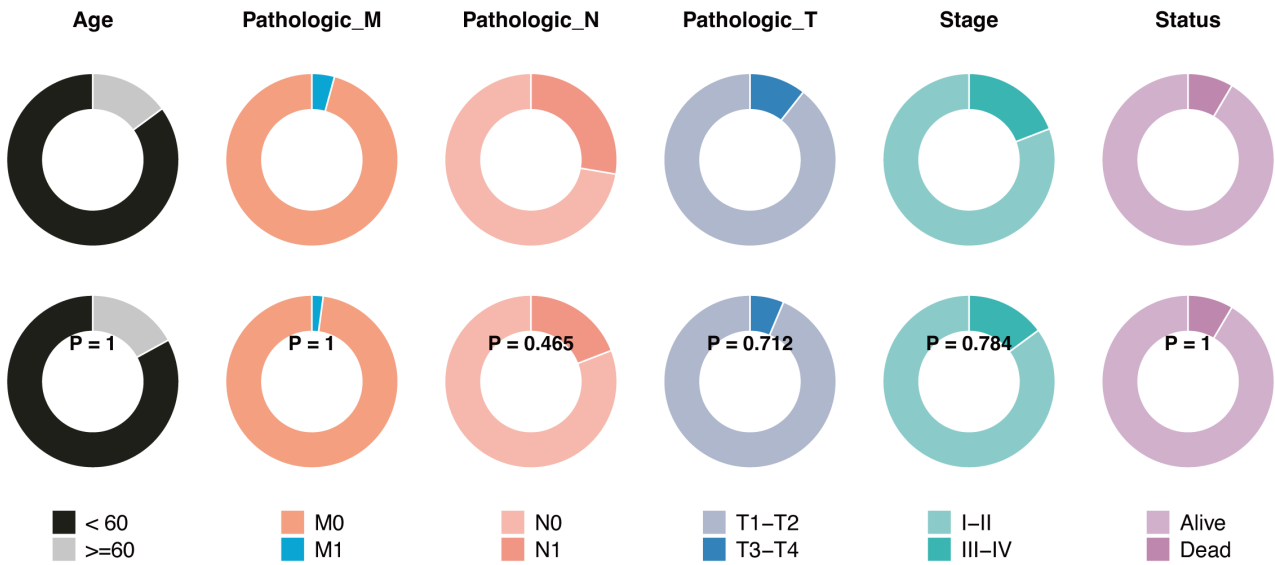 Age Pathologic_M Pathologic_N Pathologic_T Stage Status
P = 1 P = 1 P = 0.465 P = 0.712 P = 0.784 P = 1
< 60 M0 N0 T1−T2 I−II Alive
>=60 M1 N1 T3−T4 III−IV Dead